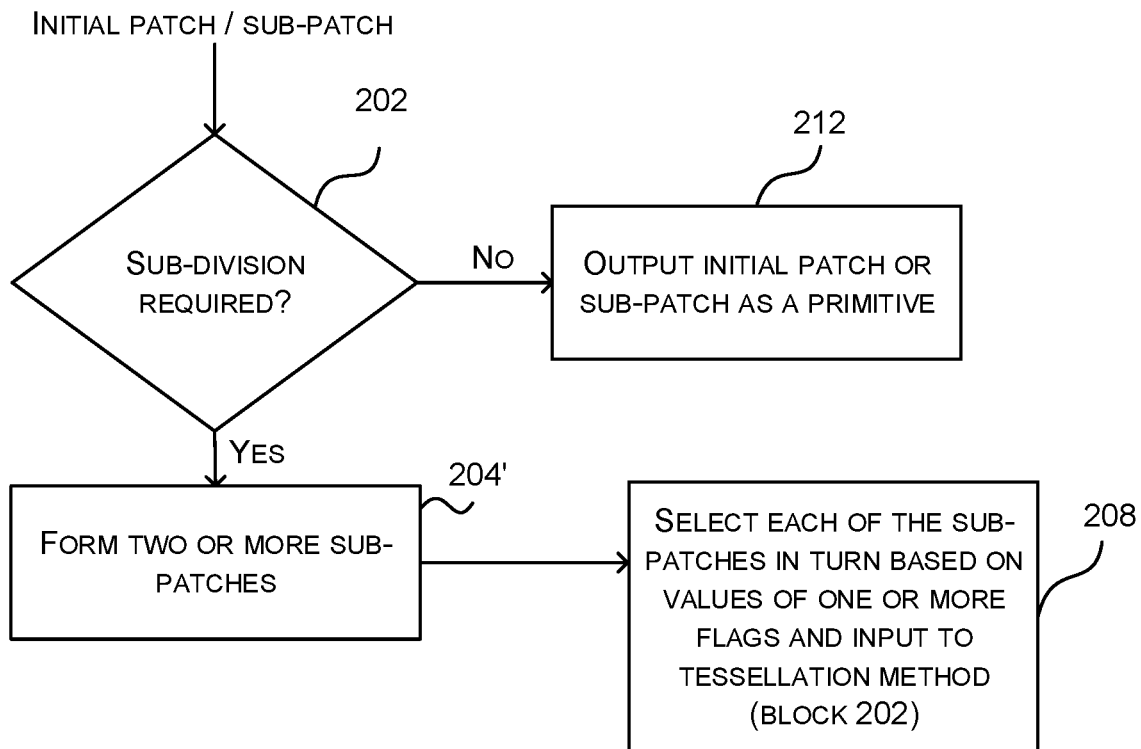 INITIAL PATCH / SUB-PATCH
202
212
SUB-DIVISION
REQUIRED?
NO
OUTPUT INITIAL PATCH OR
SUB-PATCH AS A PRIMITIVE
YES
204'
FORM TWO OR MORE SUB-
PATCHES
208
SELECT EACH OF THE SUB-
PATCHES IN TURN BASED ON
VALUES OF ONE OR MORE
FLAGS AND INPUT TO
TESSELLATION METHOD
(BLOCK 202)